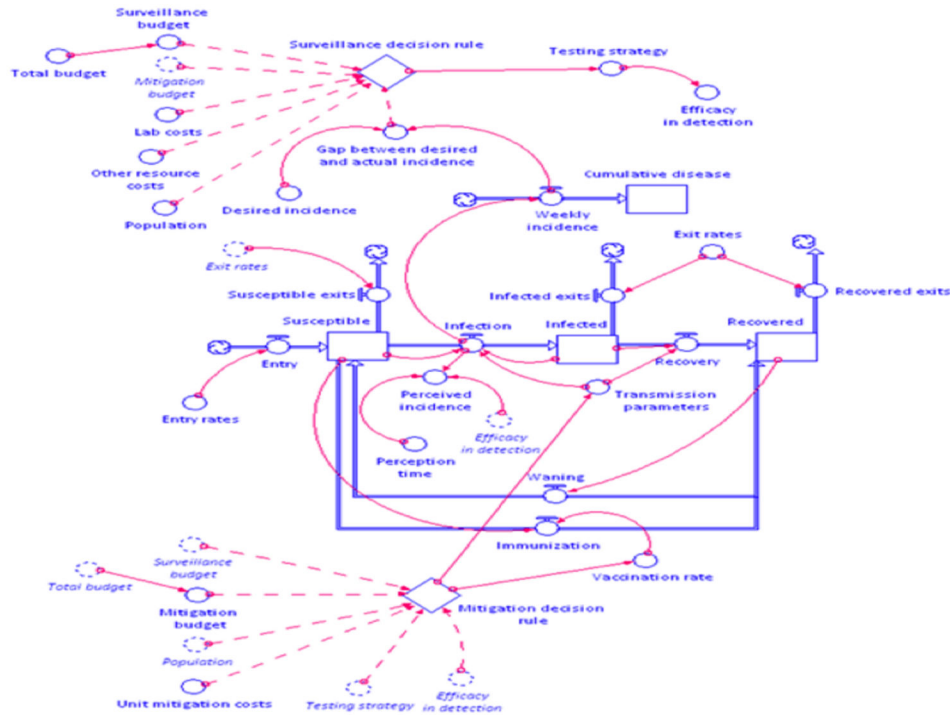 Surveillance
budget
Surveillance decision rule
Testing strategy
Total budget
Mitigation
budget
Efficacy
in detection
Lab costs
Gap between desired
and actual incidence
Other resource
costs
Cumulative disease
Desired incidence
Weekly
incidence
Population
Exit rates
Exit rates
Susceptible exits
Infected exits
Recovered exits
Susceptible
Infection
Infected
Recovered
Entry
Recovery
Perceived
incidence
Transmission
parameters
Entry rates
Efficacy
in detection
Perception
time
Waning
Immunization
Surveillance
budget
Vaccination rate
Total budget
Mitigation
budget
Mitigation decision
rule
Population
Unit mitigation costs
Testing strategy
Efficacy
in detection